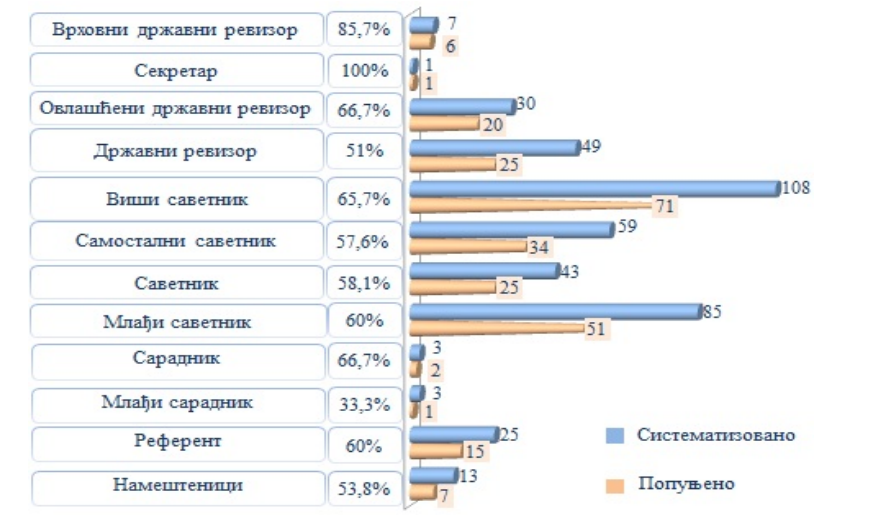 Врховни државни ревизор 85,7% 7
6
Секретар 100% 1
1
Овлашћени државни ревизор 66,7% 30
20
Државни ревизор 51% 49
25
Виши саветник 65,7% 108
71
Самостални саветник 57,6% 59
34
Саветник 58,1% 43
25
Млађи саветник 60% 85
51
Сарадник 66,7% 3
2
Млађи сарадник 33,3% 3
1
Референт 60% 25
15
Намештеници 53,8% 13
7
Систематизовано
Попуњено